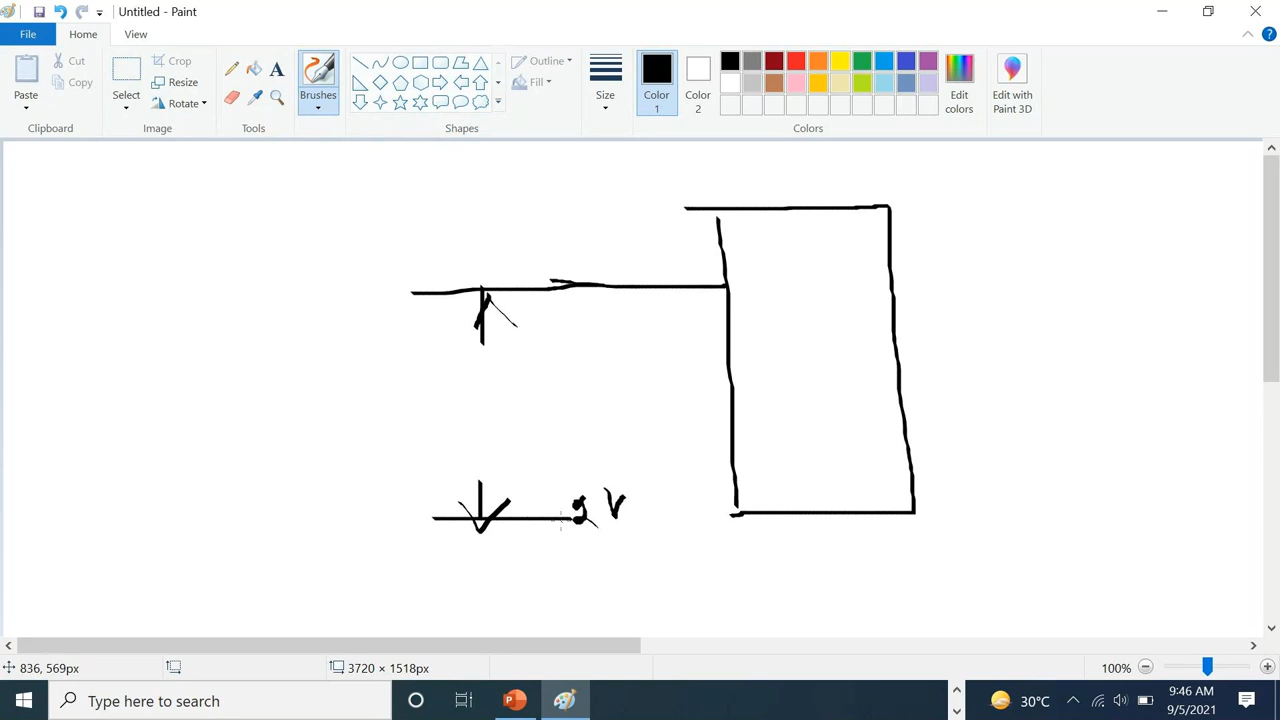 Untitled - Paint
File Home View
Paste
Cut
Copy
Clipboard
Select
Crop
Resize
Rotate
Image
Tools
Brushes
Outline
Fill
Shapes
Size
Color 1
Color 2
Edit colors
Colors
Edit with Paint 3D
V
836, 569px
3720 x 1518px
100%
Type here to search
30°C
9:46 AM
9/5/2021